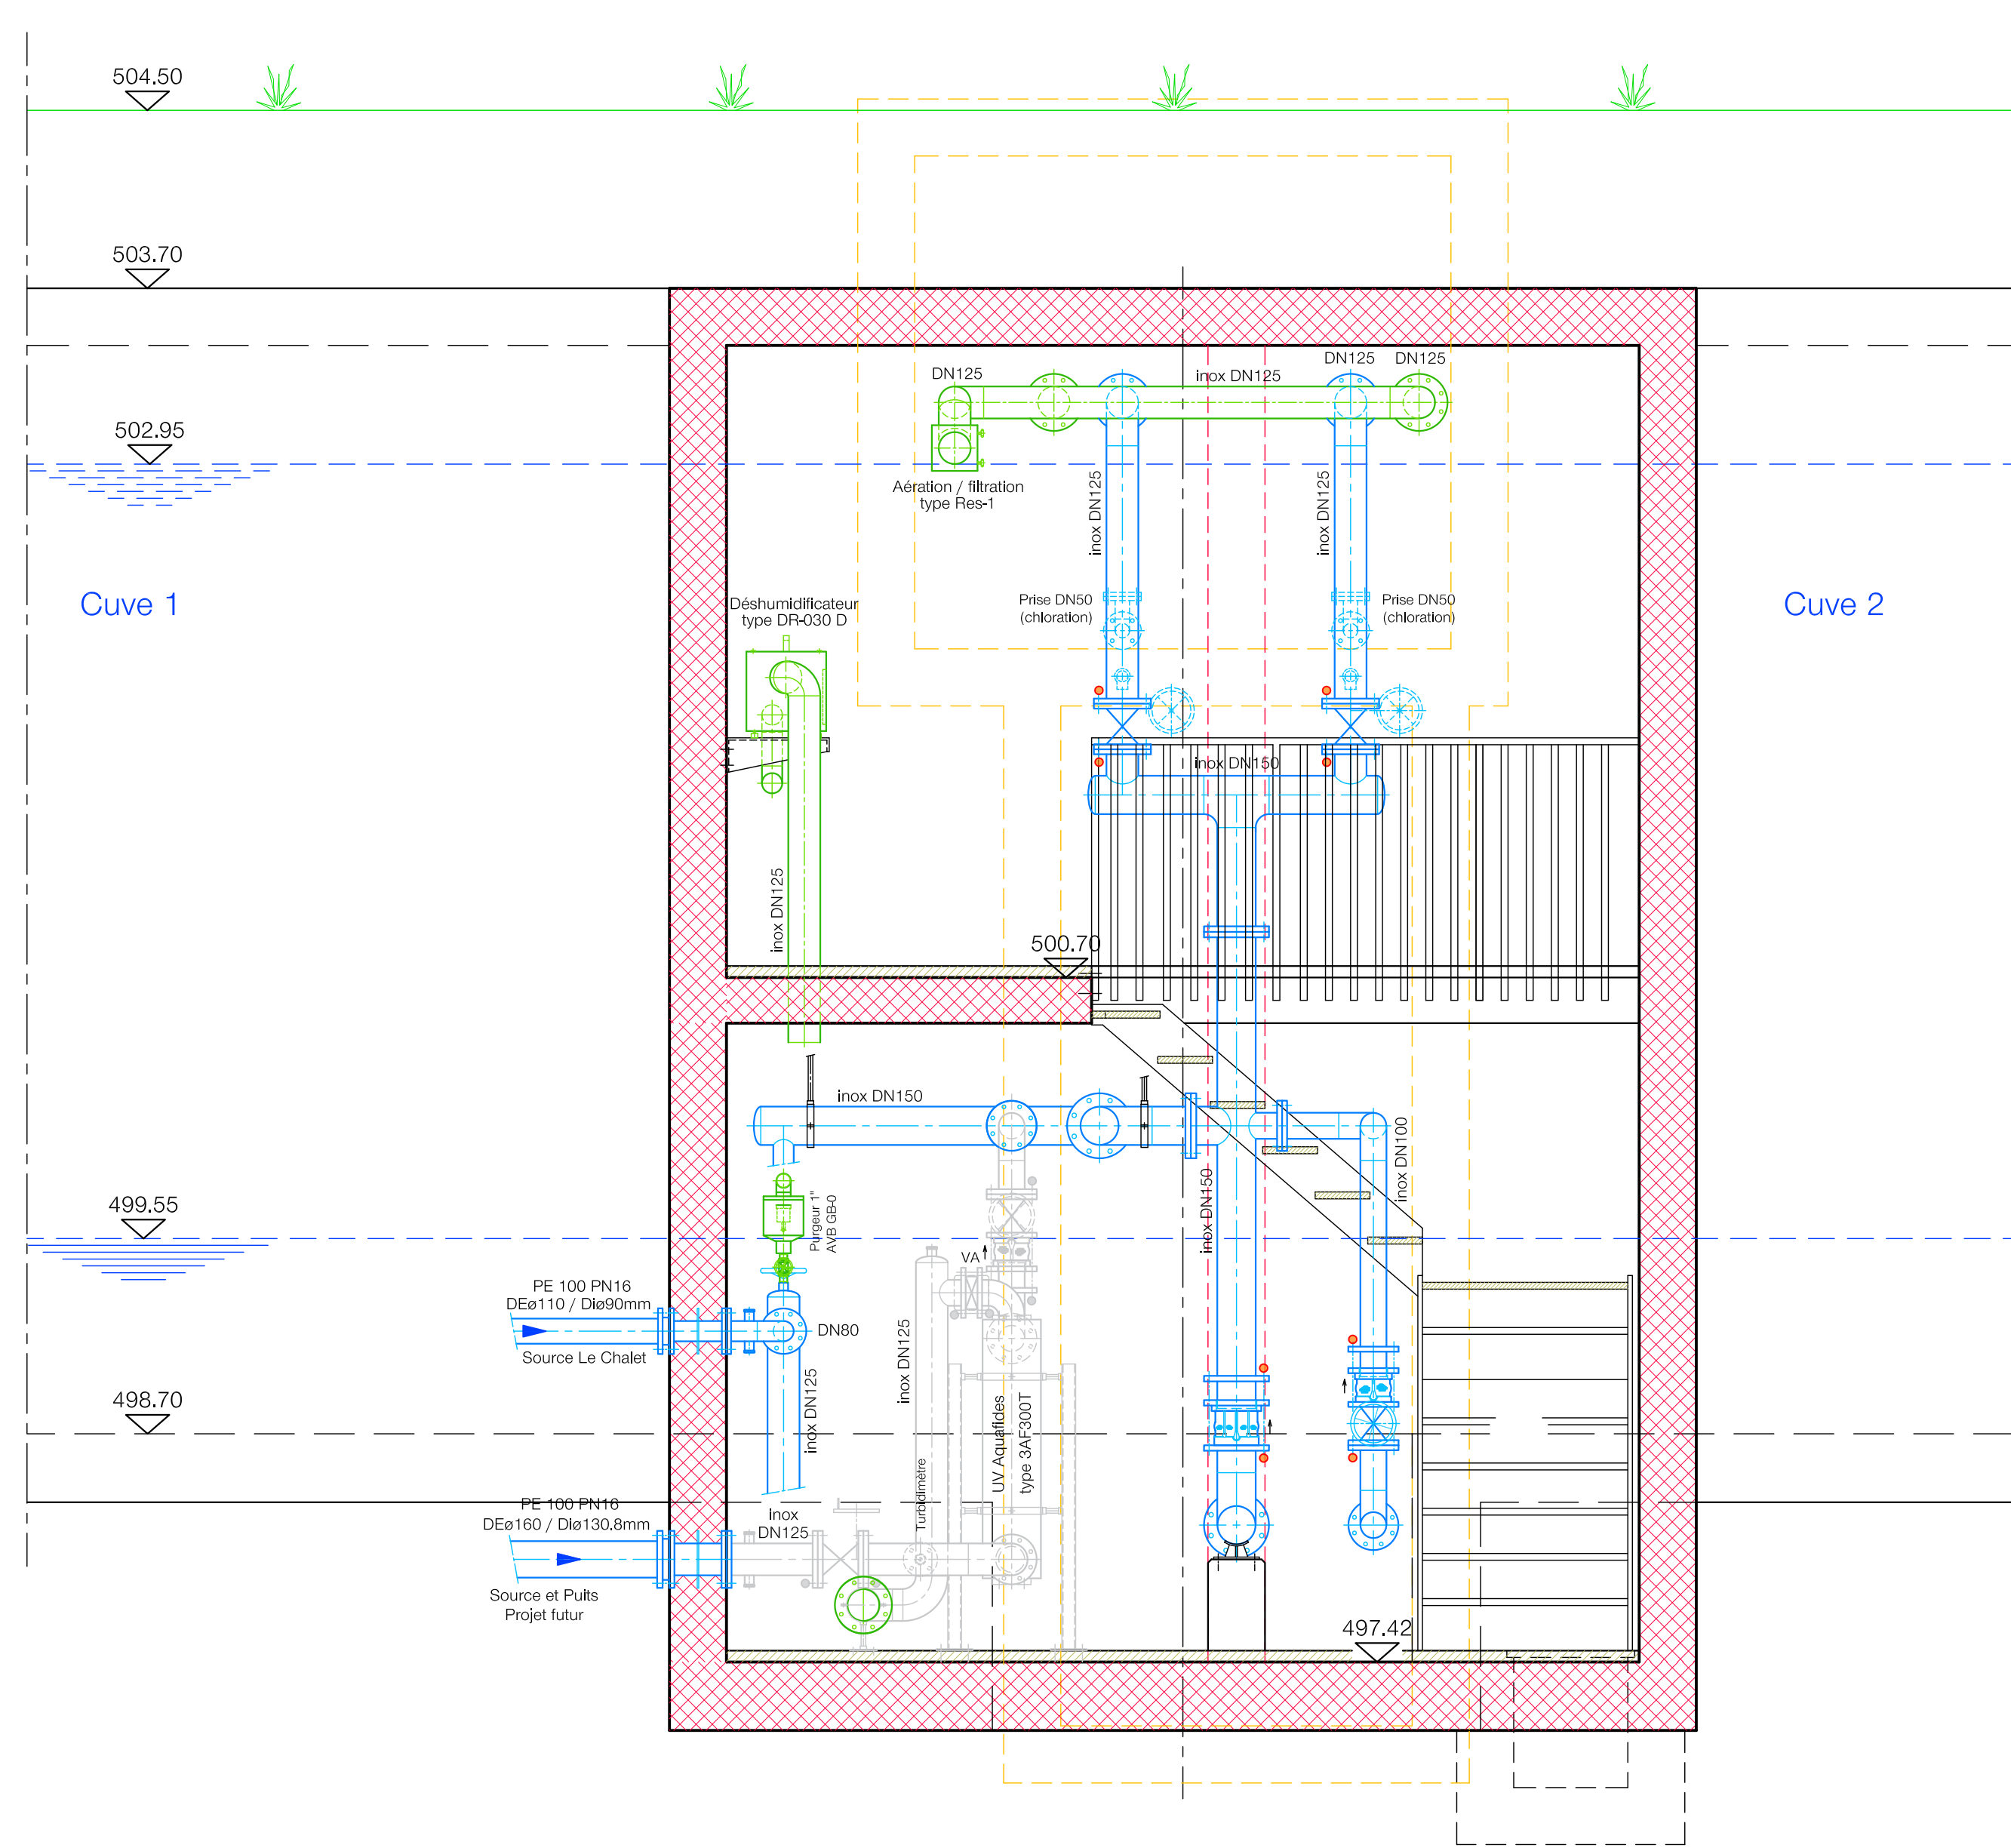 504.50
503.70
DN125
DN125
DN125
inox DN125
502.95
Aération / filtration
type Res-1
inox DN125
inox DN125
Cuve 1
Cuve 2
Déshumidificateur
type DR-030 D
Prise DN50
(chloration)
Prise DN50
(chloration)
inox DN150
inox DN125
500.70
inox DN150
inox DN100
inox DN150
499.55
Purgeur 1"
AVB GB-0
VA
PE 100 PN16
DEø110 / Diø90mm
DN80
Source Le Chalet
inox DN125
inox DN125
498.70
UV Aquafides
type 3AF300T
Turbidimètre
PE 100 PN16
DEø160 / Diø130.8mm
inox
DN125
Source et Puits
Projet futur
497.42